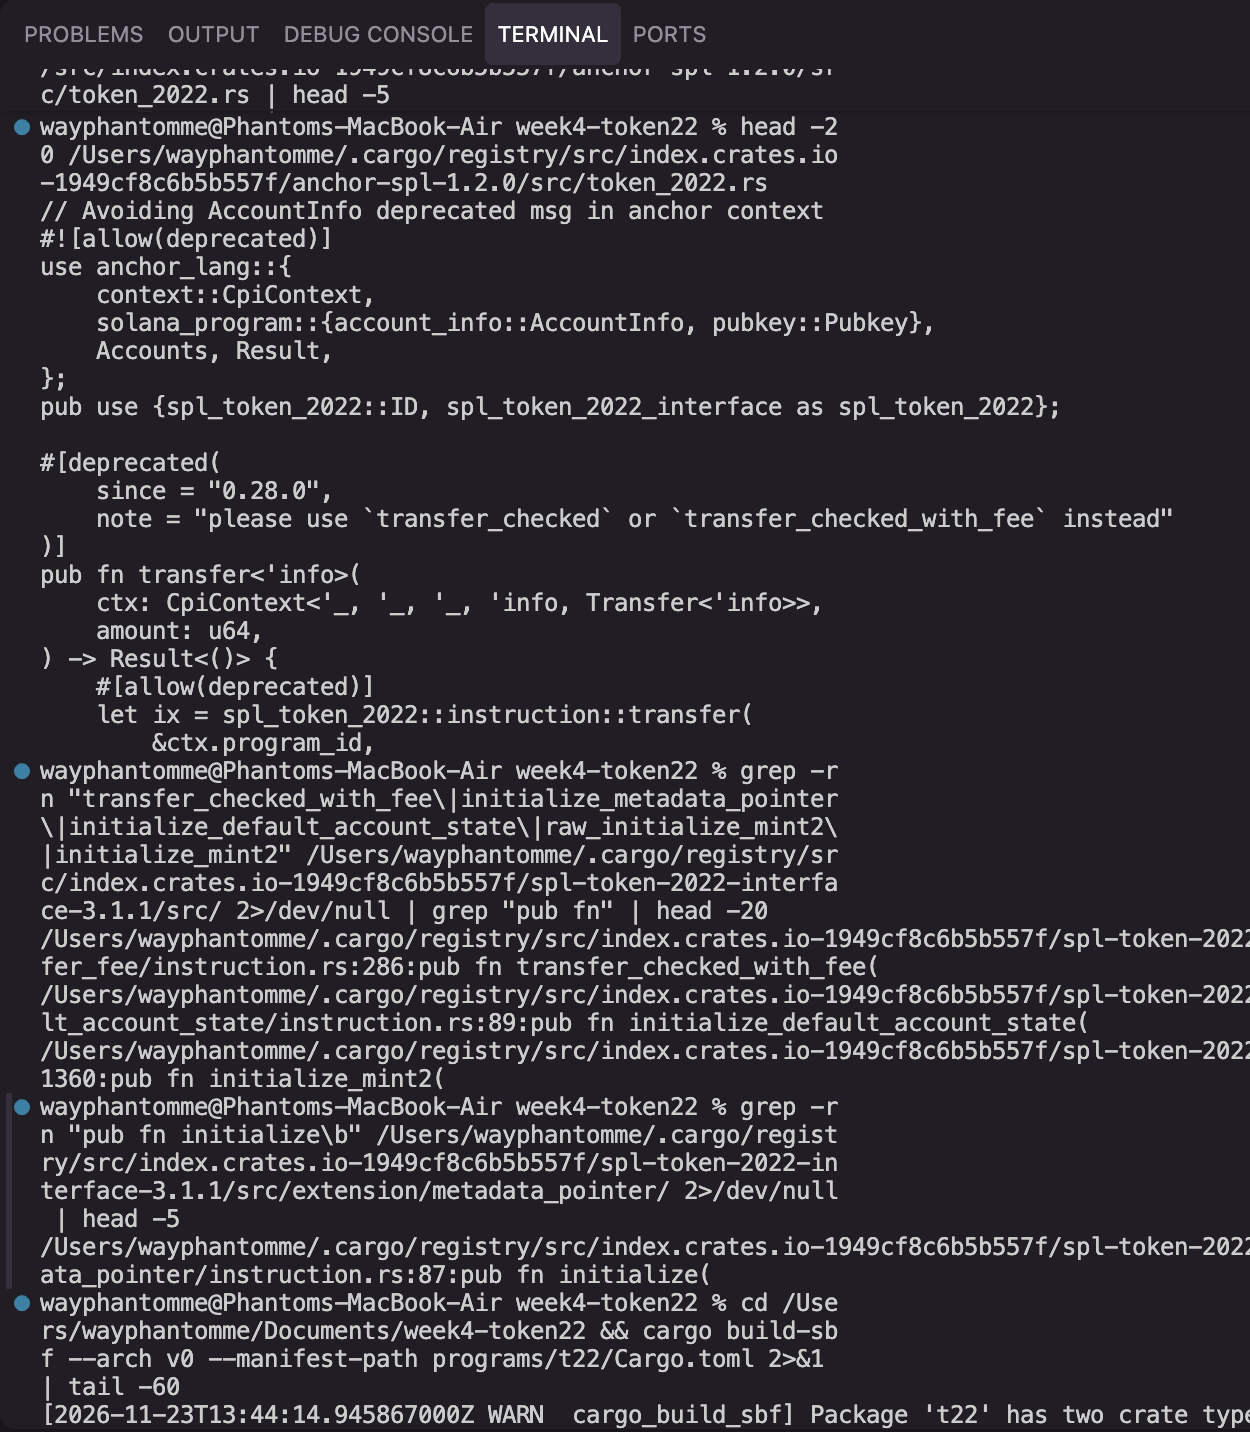 PROBLEMS OUTPUT DEBUG CONSOLE TERMINAL PORTS
/src/index.crates.io-1949cf8c6b5b557f/anchor-spl-1.2.0/sr
c/token_2022.rs | head -5
wayphantomme@Phantoms-MacBook-Air week4-token22 % head -2
0 /Users/wayphantomme/.cargo/registry/src/index.crates.io
-1949cf8c6b5b557f/anchor-spl-1.2.0/src/token_2022.rs
// Avoiding AccountInfo deprecated msg in anchor context
#![allow(deprecated)]
use anchor_lang::{
    context::CpiContext,
    solana_program::{account_info::AccountInfo, pubkey::Pubkey},
    Accounts, Result,
};
pub use {spl_token_2022::ID, spl_token_2022_interface as spl_token_2022};

#[deprecated(
    since = "0.28.0",
    note = "please use `transfer_checked` or `transfer_checked_with_fee` instead"
)]
pub fn transfer<'info>(
    ctx: CpiContext<'_, '_, '_, 'info, Transfer<'info>>,
    amount: u64,
) -> Result<()> {
    #[allow(deprecated)]
    let ix = spl_token_2022::instruction::transfer(
        &ctx.program_id,
wayphantomme@Phantoms-MacBook-Air week4-token22 % grep -r
n "transfer_checked_with_fee\|initialize_metadata_pointer
\|initialize_default_account_state\|raw_initialize_mint2\
|initialize_mint2" /Users/wayphantomme/.cargo/registry/sr
c/index.crates.io-1949cf8c6b5b557f/spl-token-2022-interfa
ce-3.1.1/src/ 2>/dev/null | grep "pub fn" | head -20
/Users/wayphantomme/.cargo/registry/src/index.crates.io-1949cf8c6b5b557f/spl-token-2022
fer_fee/instruction.rs:286:pub fn transfer_checked_with_fee(
/Users/wayphantomme/.cargo/registry/src/index.crates.io-1949cf8c6b5b557f/spl-token-2022
lt_account_state/instruction.rs:89:pub fn initialize_default_account_state(
/Users/wayphantomme/.cargo/registry/src/index.crates.io-1949cf8c6b5b557f/spl-token-2022
1360:pub fn initialize_mint2(
wayphantomme@Phantoms-MacBook-Air week4-token22 % grep -r
n "pub fn initialize\b" /Users/wayphantomme/.cargo/regist
ry/src/index.crates.io-1949cf8c6b5b557f/spl-token-2022-in
terface-3.1.1/src/extension/metadata_pointer/ 2>/dev/null
 | head -5
/Users/wayphantomme/.cargo/registry/src/index.crates.io-1949cf8c6b5b557f/spl-token-2022
ata_pointer/instruction.rs:87:pub fn initialize(
wayphantomme@Phantoms-MacBook-Air week4-token22 % cd /Use
rs/wayphantomme/Documents/week4-token22 && cargo build-sb
f --arch v0 --manifest-path programs/t22/Cargo.toml 2>&1
| tail -60
[2026-11-23T13:44:14.945867000Z WARN  cargo_build_sbf] Package 't22' has two crate type